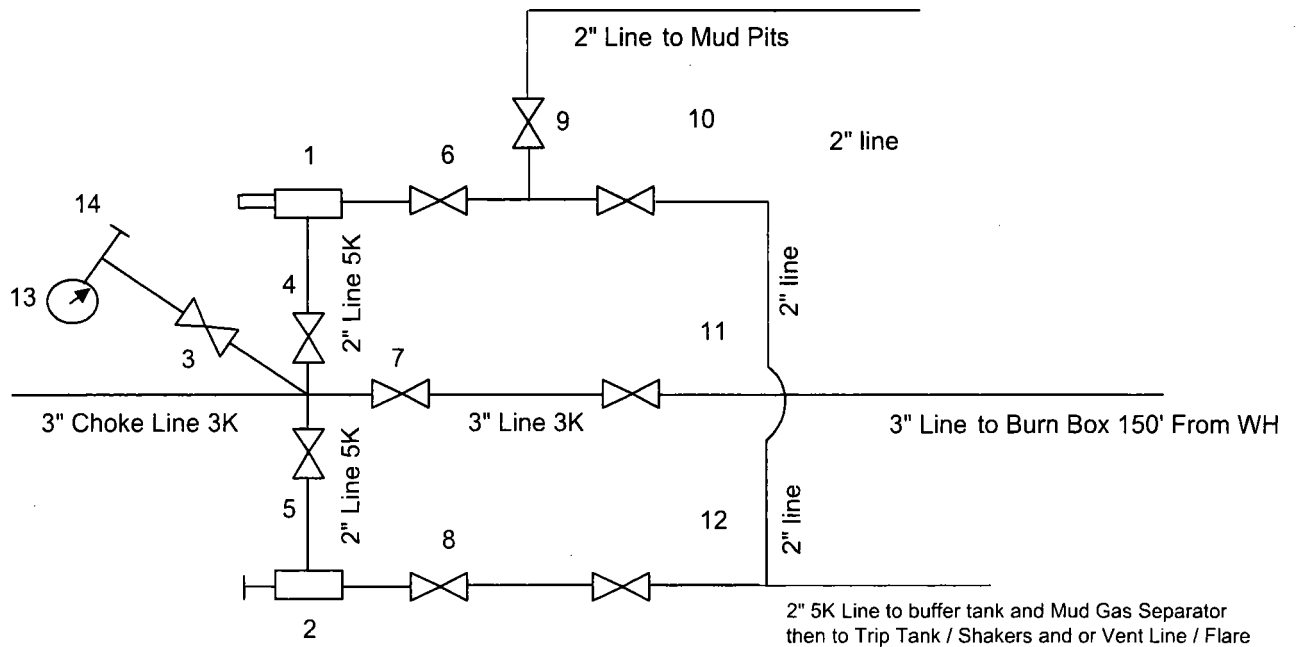 2" Line to Mud Pits
9
10
2" line
1
6
14
4
2" Line 5K
13
2" line
3
7
11
3" Choke Line 3K
3" Line 3K
3" Line to Burn Box 150' From WH
5
2" Line 5K
8
12
2" line
2
2" 5K Line to buffer tank and Mud Gas Separator
then to Trip Tank / Shakers and or Vent Line / Flare